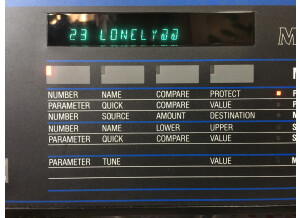 23 LONELY
M
NUMBER NAME COMPARE PROTECT P
PARAMETER QUICK COMPARE VALUE P
NUMBER SOURCE AMOUNT DESTINATION M
NUMBER NAME LOWER UPPER S
PARAMETER QUICK COMPARE VALUE S
PARAMETER TUNE VALUE M